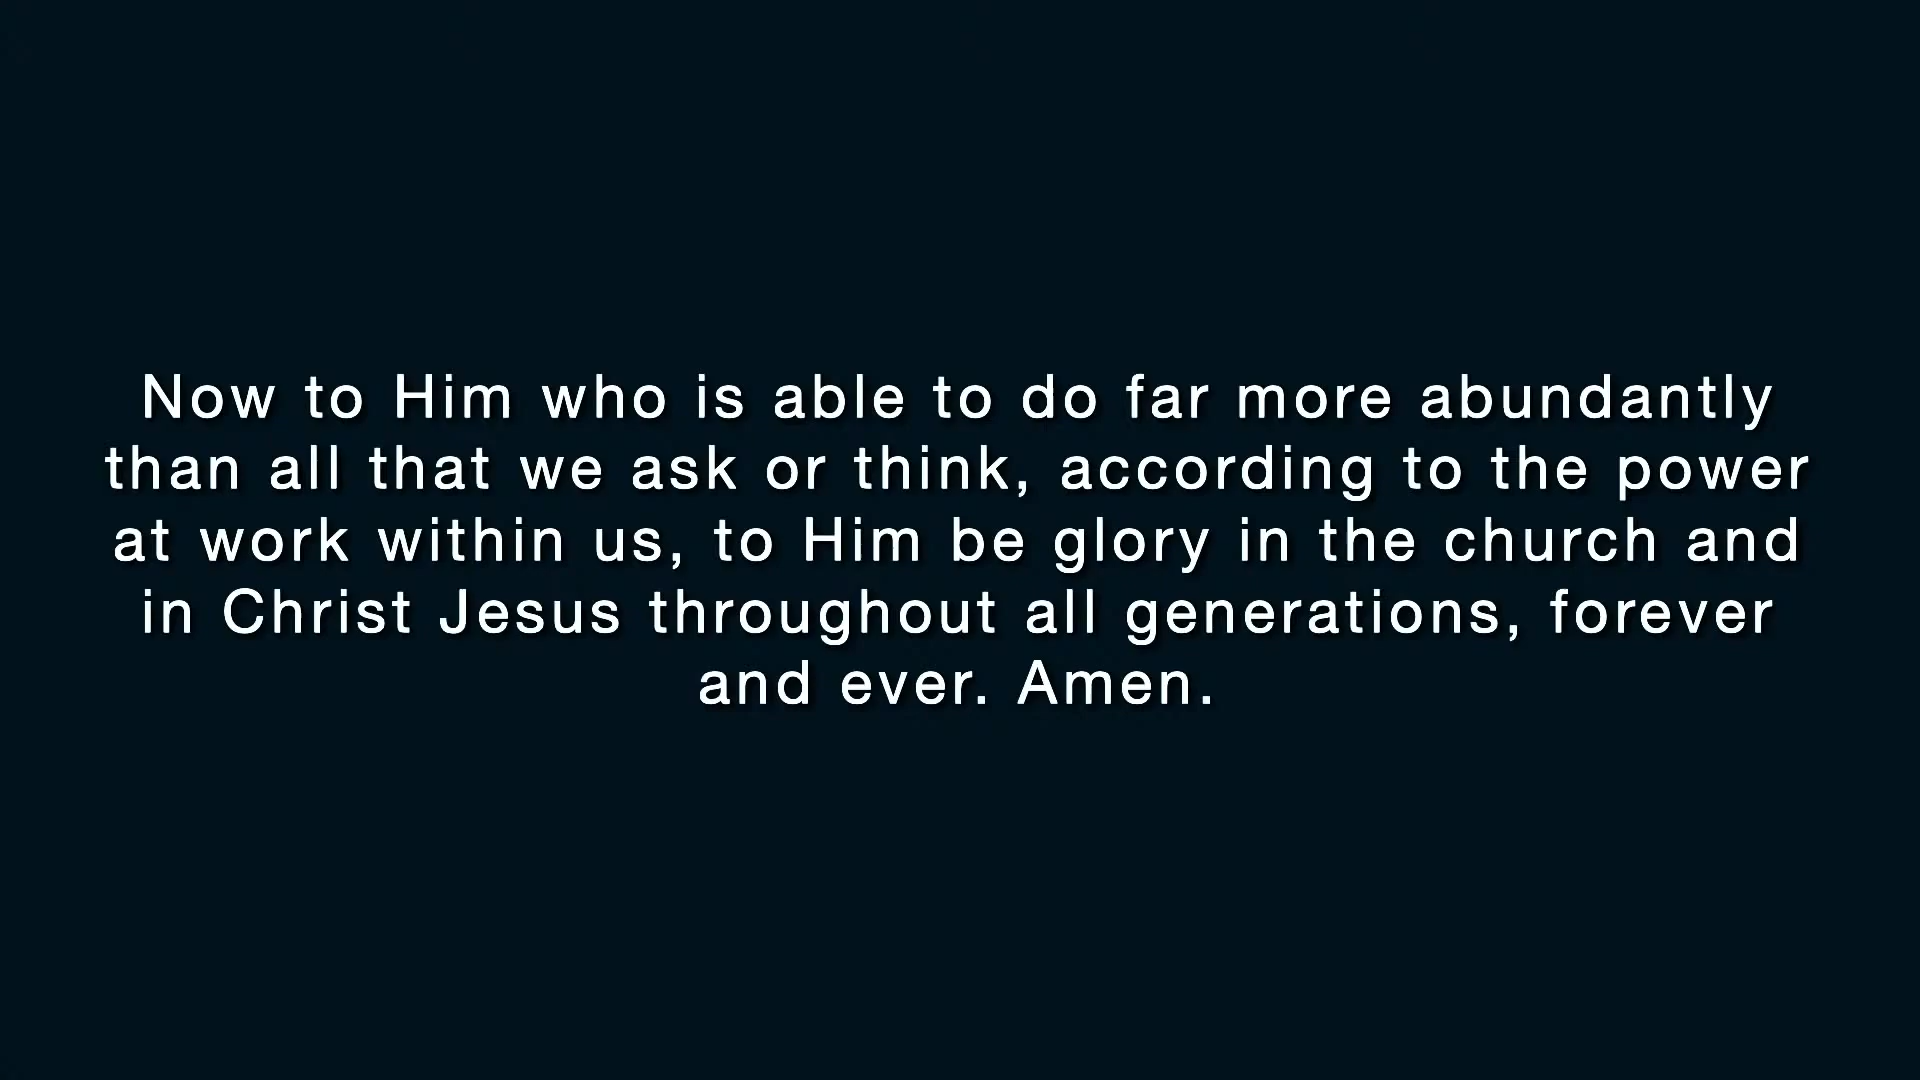 Now to Him who is able to do far more abundantly
than all that we ask or think, according to the power
at work within us, to Him be glory in the church and
in Christ Jesus throughout all generations, forever
and ever. Amen.